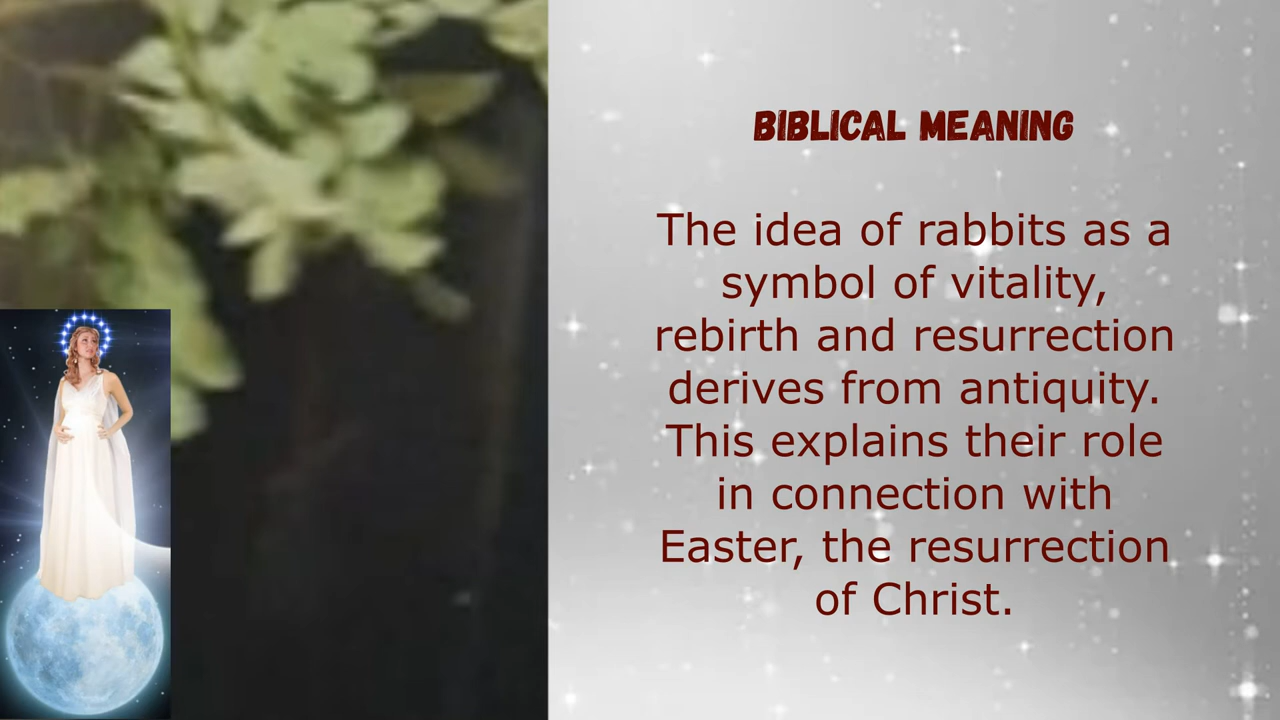 BIBLICAL MEANING
The idea of rabbits as a
symbol of vitality,
rebirth and resurrection
derives from antiquity.
This explains their role
in connection with
Easter, the resurrection
of Christ.